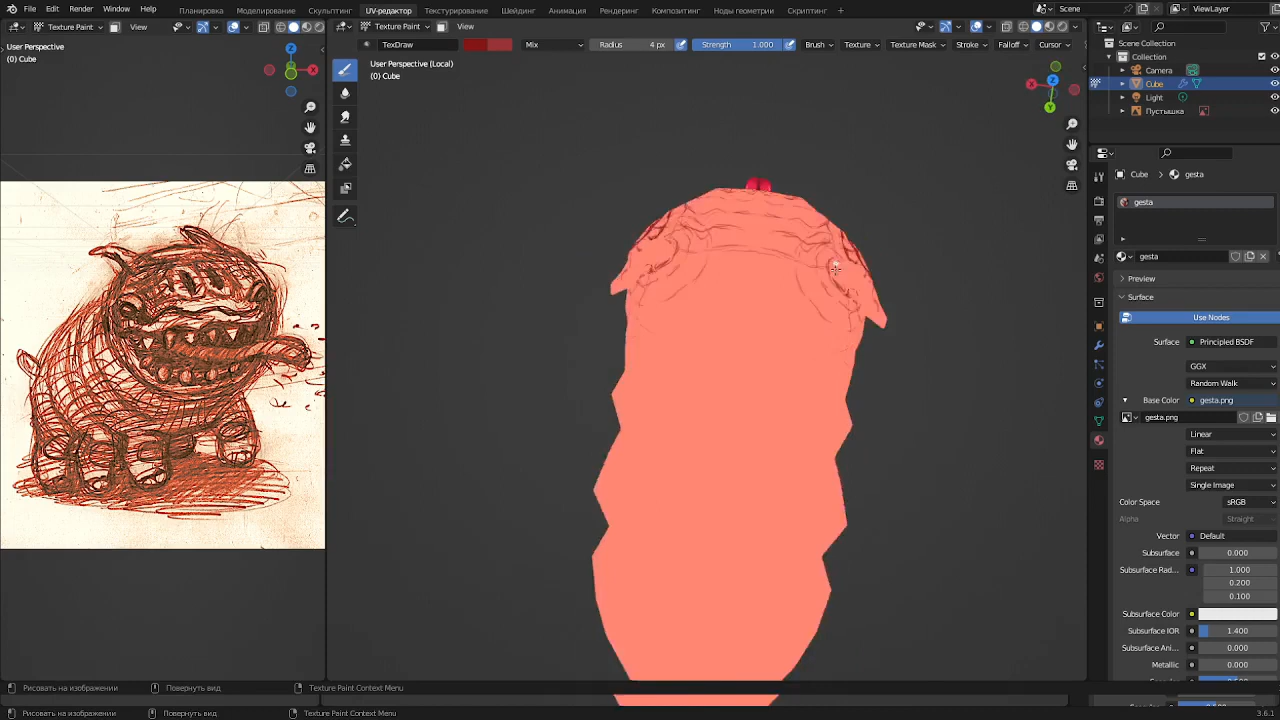 File Edit Render Window Help Планировка Моделирование Скульптинг UV-редактор Текстурирование Шейдинг Анимация Рендеринг Композитинг Ноды геометрии Скриптинг + Scene ViewLayer
Texture Paint View Texture Paint View
TexDraw Mix Radius 4 px Strength 1.000 Brush Texture Texture Mask Stroke Falloff Cursor
User Perspective
(0) Cube
User Perspective (Local)
(0) Cube
Scene Collection
Collection
Camera
Cube
Light
Пустышка
Cube gesta
gesta
gesta
Preview
Surface
Use Nodes
Surface Principled BSDF
GGX
Random Walk
Base Color gesta.png
gesta.png
Linear
Flat
Repeat
Single Image
Color Space sRGB
Alpha Straight
Vector Default
Subsurface 0.000
Subsurface Rad... 1.000
0.200
0.100
Subsurface Color
Subsurface IOR 1.400
Subsurface Ani... 0.000
Metallic 0.000
Рисовать на изображении Повернуть вид Texture Paint Context Menu
Рисовать на изображении Повернуть вид Texture Paint Context Menu 3.6.1